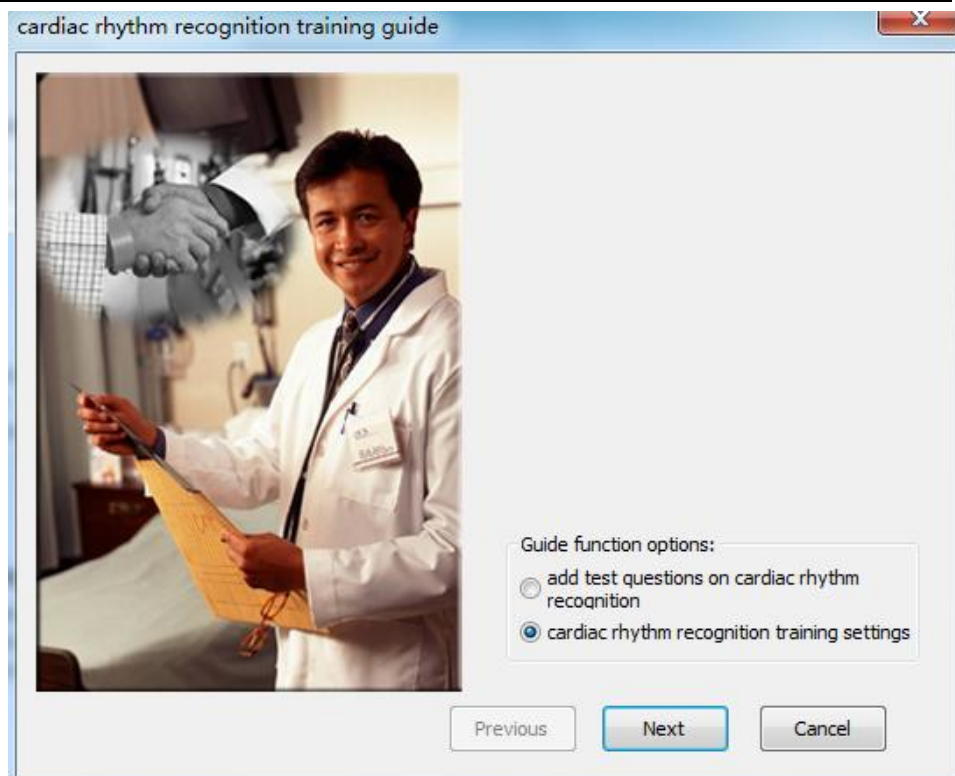 cardiac rhythm recognition training guide
Guide function options:
add test questions on cardiac rhythm
recognition
cardiac rhythm recognition training settings
Previous
Next
Cancel